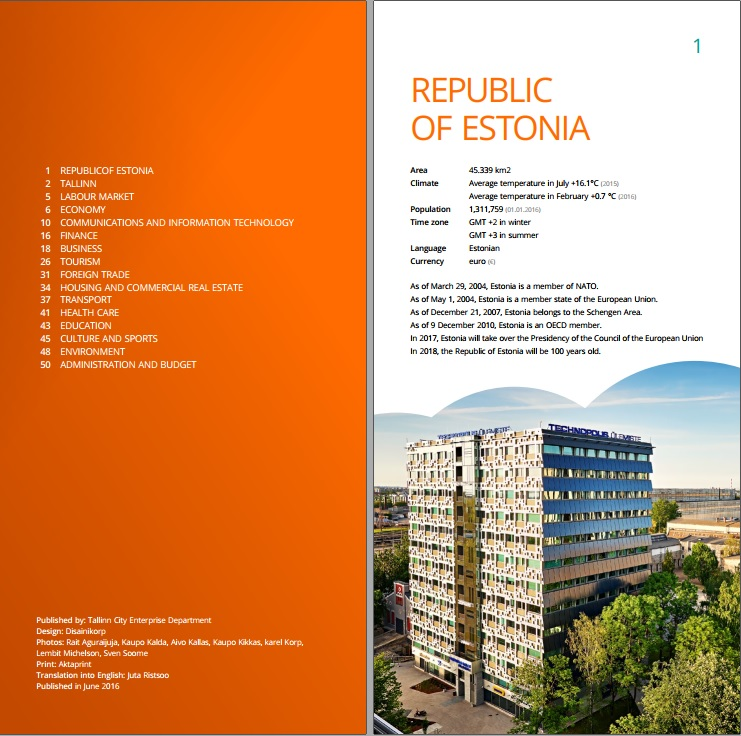 1 REPUBLICOF ESTONIA
2 TALLINN
5 LABOUR MARKET
6 ECONOMY
10 COMMUNICATIONS AND INFORMATION TECHNOLOGY
16 FINANCE
18 BUSINESS
26 TOURISM
31 FOREIGN TRADE
34 HOUSING AND COMMERCIAL REAL ESTATE
37 TRANSPORT
41 HEALTH CARE
43 EDUCATION
45 CULTURE AND SPORTS
48 ENVIRONMENT
50 ADMINISTRATION AND BUDGET
Published by: Tallinn City Enterprise Department
Design: Disainikorp
Photos: Rait Aguraijuja, Kaupo Kalda, Aivo Kallas, Kaupo Kikkas, karel Korp,
Lembit Michelson, Sven Soome
Print: Aktaprint
Translation into English: Juta Ristsoo
Published in June 2016
1
REPUBLIC
OF ESTONIA
Area 45.339 km2
Climate Average temperature in July +16.1°C (2015)
Average temperature in February +0.7 °C (2016)
Population 1,311,759 (01.01.2016)
Time zone GMT +2 in winter
GMT +3 in summer
Language Estonian
Currency euro (€)
As of March 29, 2004, Estonia is a member of NATO.
As of May 1, 2004, Estonia is a member state of the European Union.
As of December 21, 2007, Estonia belongs to the Schengen Area.
As of 9 December 2010, Estonia is an OECD member.
In 2017, Estonia will take over the Presidency of the Council of the European Union
In 2018, the Republic of Estonia will be 100 years old.
TECHNOPOLIS ÜLEMISTE
TECHNOPOLIS ÜLEMISTE